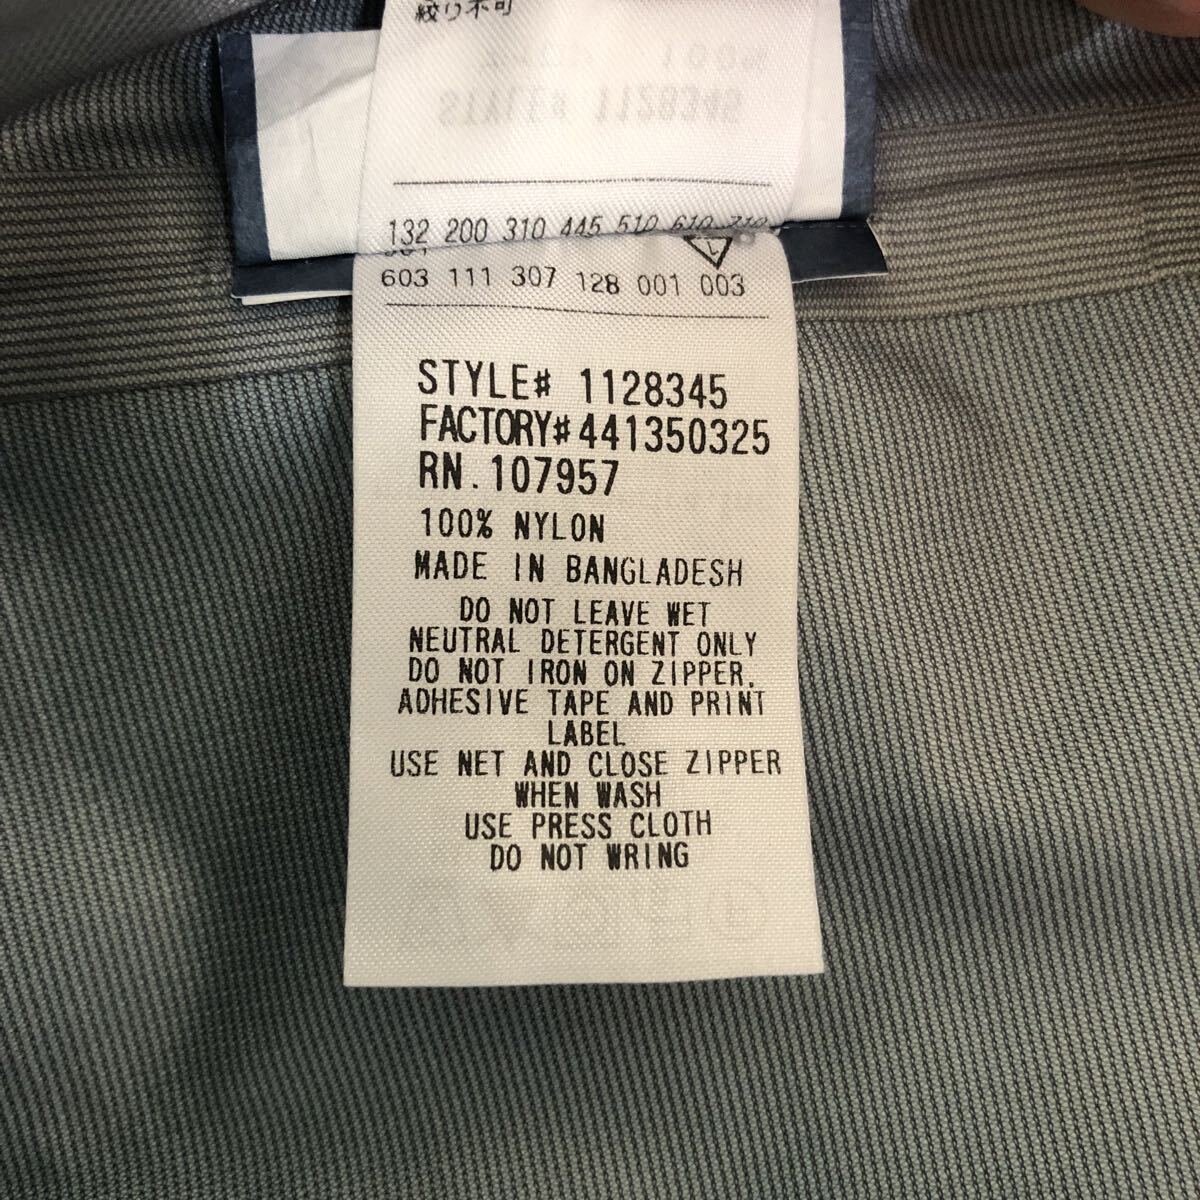 絞り不可
STYLE# 1128345
132 200 310 445 510 610 710
603 111 307 128 001 003
STYLE# 1128345
FACTORY#441350325
RN.107957
100% NYLON
MADE IN BANGLADESH
DO NOT LEAVE WET
NEUTRAL DETERGENT ONLY
DO NOT IRON ON ZIPPER.
ADHESIVE TAPE AND PRINT
LABEL
USE NET AND CLOSE ZIPPER
WHEN WASH
USE PRESS CLOTH
DO NOT WRING